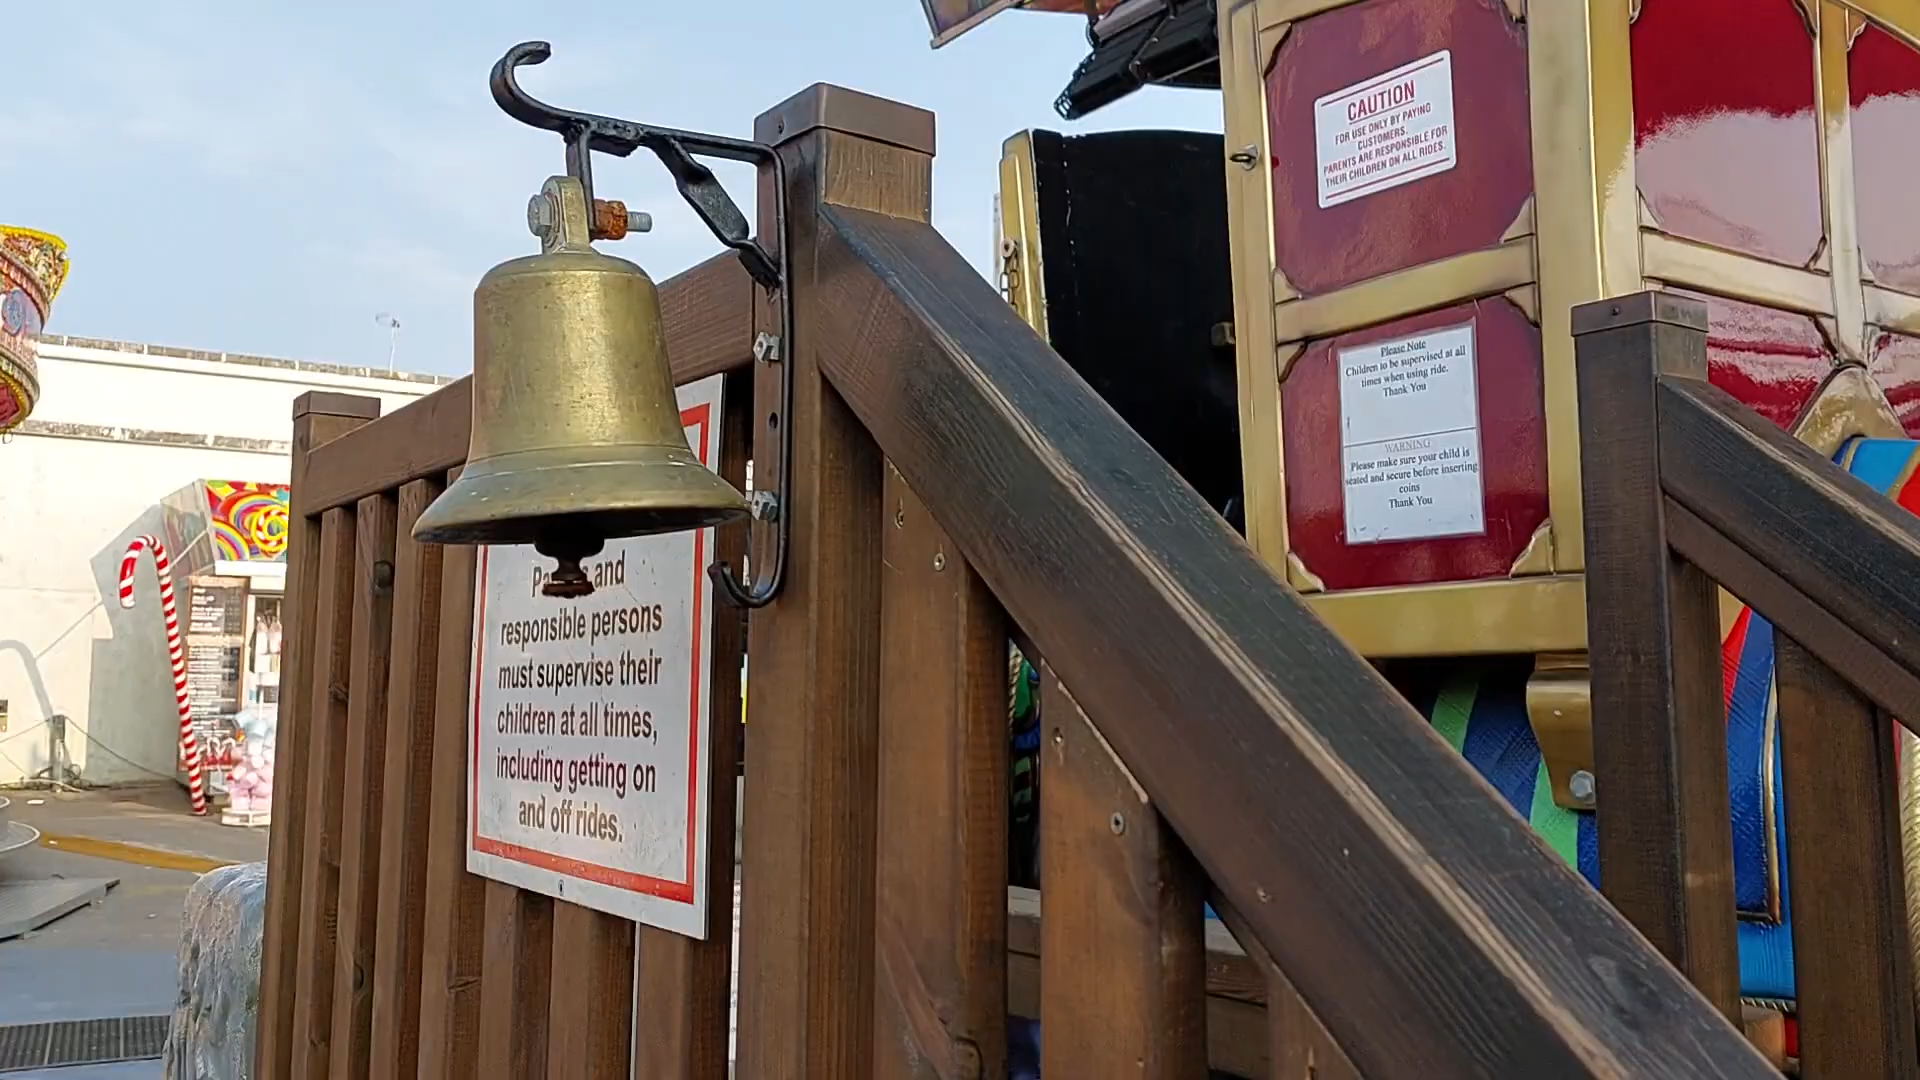 and
responsible persons
must supervise their
children at all times,
including getting on
and off rides.
CAUTION
FOR USE ONLY BY PAYING
CUSTOMERS.
PARENTS ARE RESPONSIBLE FOR
THEIR CHILDREN ON ALL RIDES.
Please Note
Children to be supervised at all
times when using ride.
Thank You
WARNING
Please make sure your child is
seated and secure before inserting
coins
Thank You